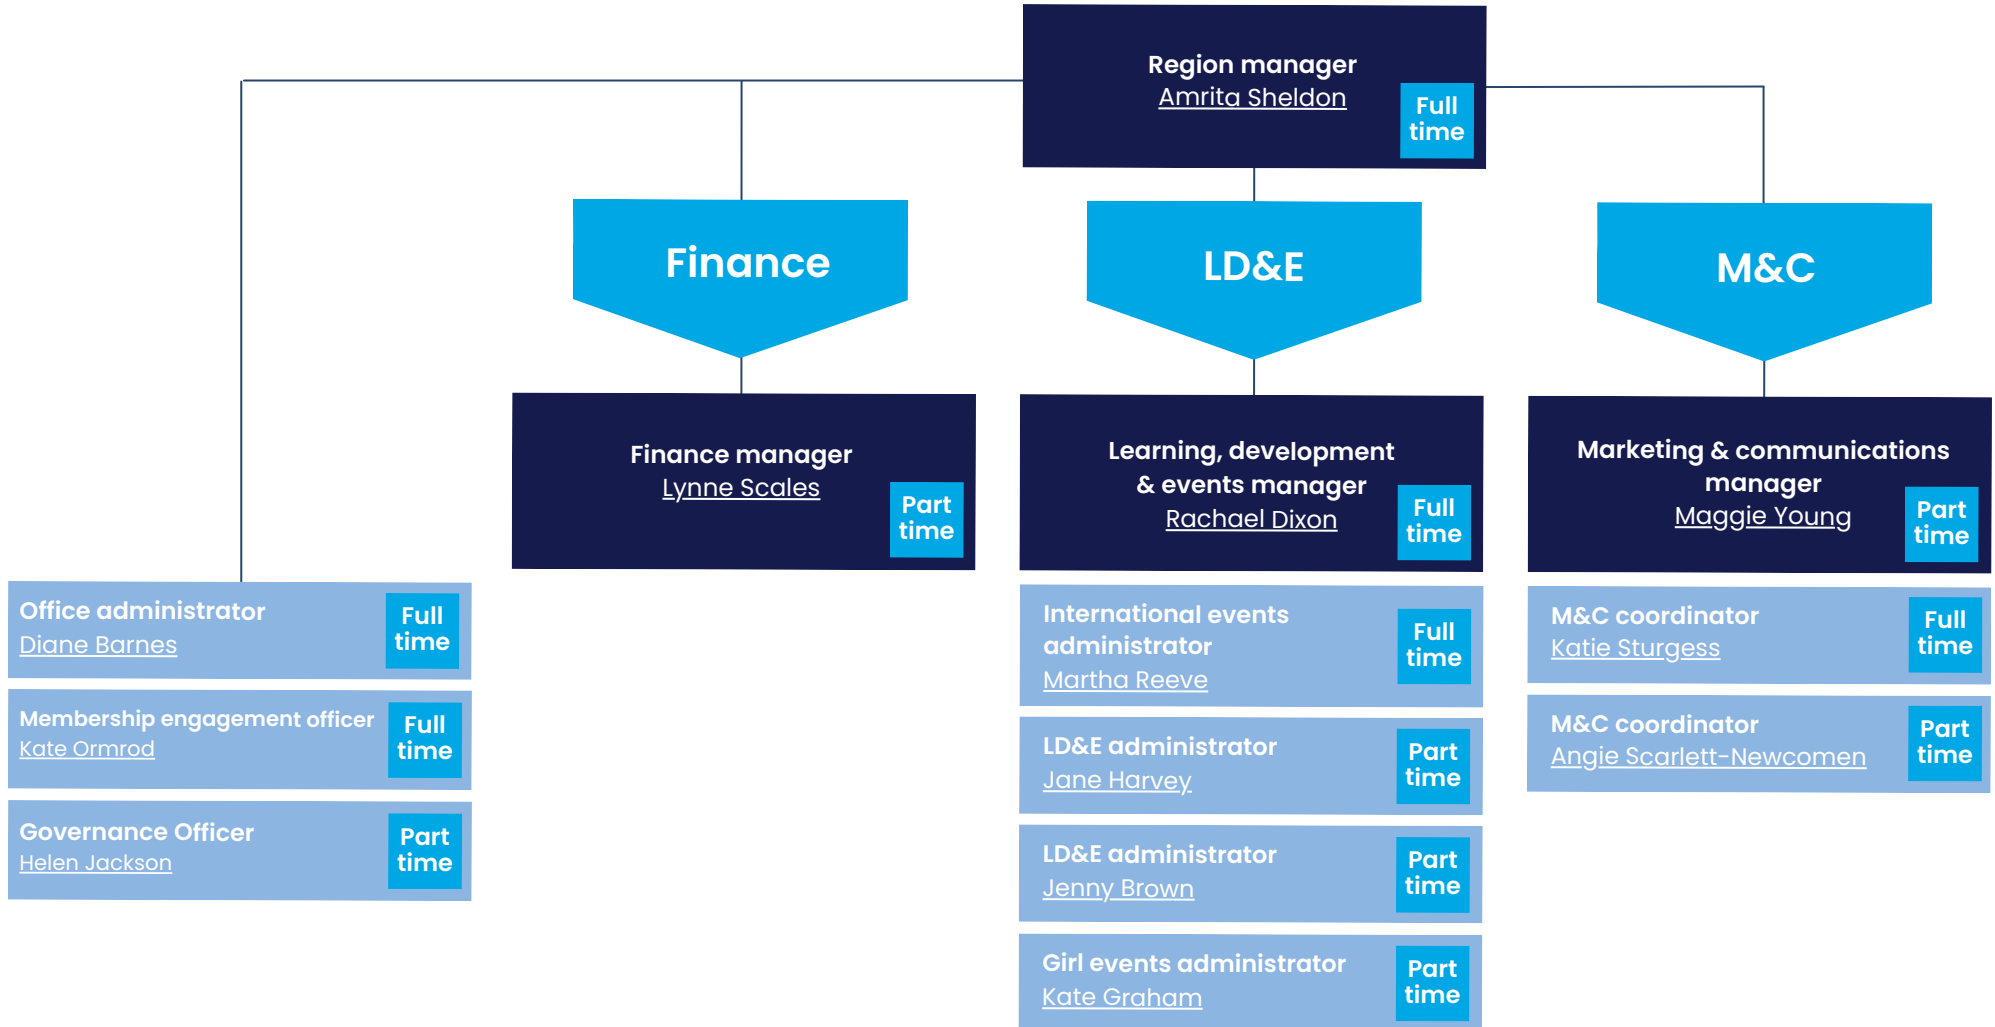 Region manager
Amrita Sheldon
Full
time
Finance
LD&E
M&C
Finance manager
Lynne Scales
Part
time
Learning, development
& events manager
Rachael Dixon
Full
time
Marketing & communications
manager
Maggie Young
Part
time
Office administrator
Diane Barnes
Full
time
Membership engagement officer
Kate Ormrod
Full
time
Governance Officer
Helen Jackson
Part
time
International events
administrator
Martha Reeve
Full
time
LD&E administrator
Jane Harvey
Part
time
LD&E administrator
Jenny Brown
Part
time
Girl events administrator
Kate Graham
Part
time
M&C coordinator
Katie Sturgess
Full
time
M&C coordinator
Angie Scarlett-Newcomen
Part
time